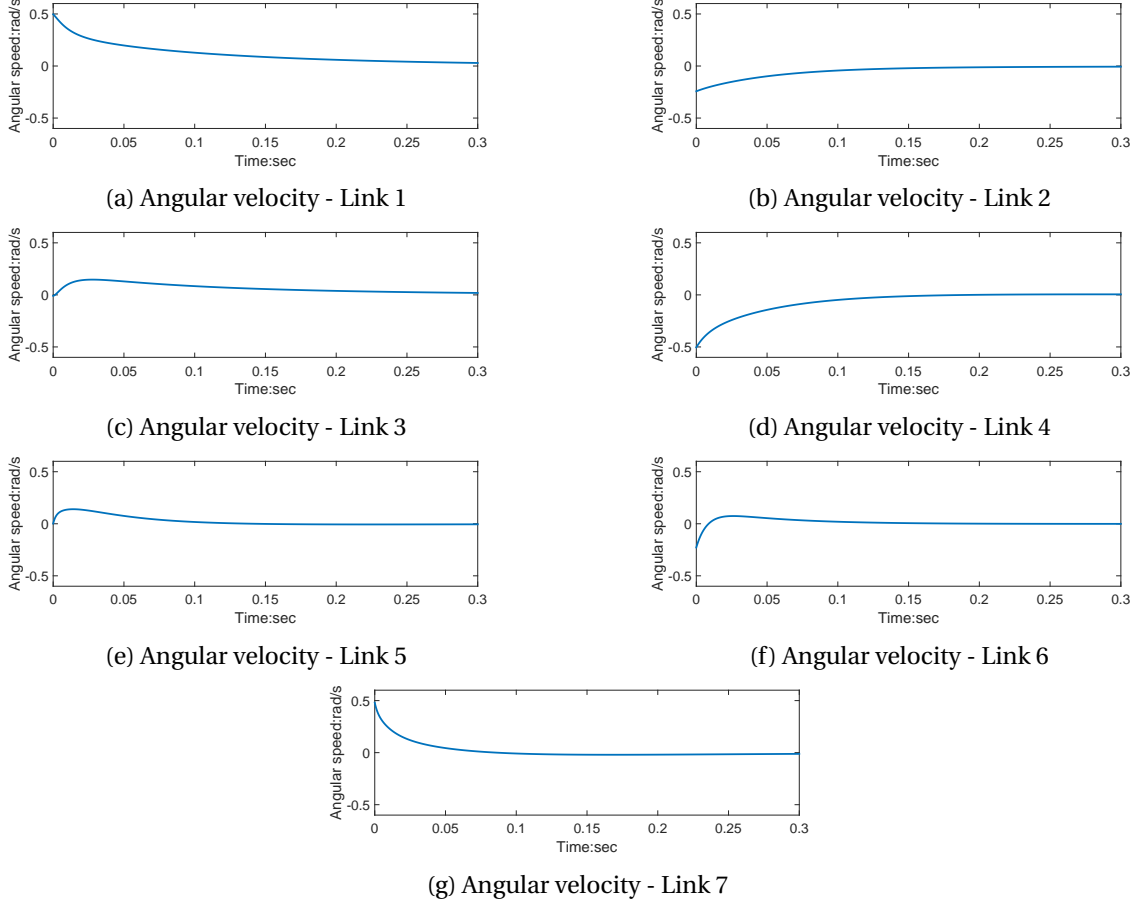 Angular speed:rad/s
0.5
0
-0.5
0 0.05 0.1 0.15 0.2 0.25 0.3
Time:sec
(a) Angular velocity - Link 1
Angular speed:rad/s
0.5
0
-0.5
0 0.05 0.1 0.15 0.2 0.25 0.3
Time:sec
(b) Angular velocity - Link 2
Angular speed:rad/s
0.5
0
-0.5
0 0.05 0.1 0.15 0.2 0.25 0.3
Time:sec
(c) Angular velocity - Link 3
Angular speed:rad/s
0.5
0
-0.5
0 0.05 0.1 0.15 0.2 0.25 0.3
Time:sec
(d) Angular velocity - Link 4
Angular speed:rad/s
0.5
0
-0.5
0 0.05 0.1 0.15 0.2 0.25 0.3
Time:sec
(e) Angular velocity - Link 5
Angular speed:rad/s
0.5
0
-0.5
0 0.05 0.1 0.15 0.2 0.25 0.3
Time:sec
(f) Angular velocity - Link 6
Angular speed:rad/s
0.5
0
-0.5
0 0.05 0.1 0.15 0.2 0.25 0.3
Time:sec
(g) Angular velocity - Link 7